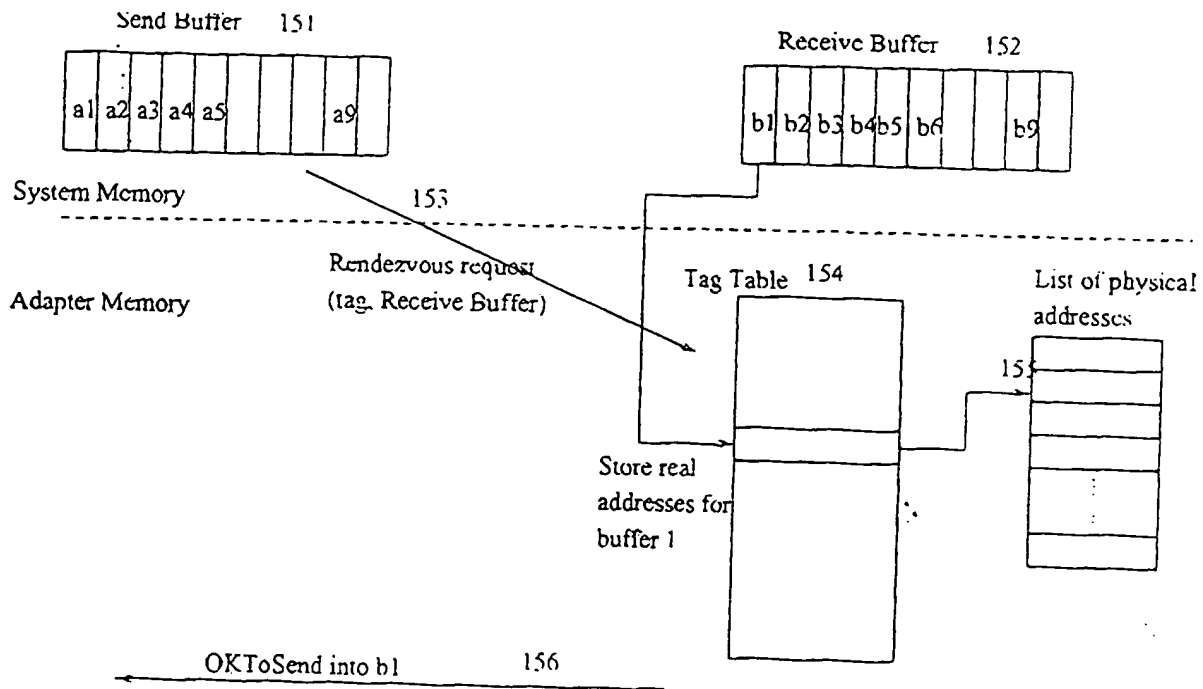 Send Buffer 151
a1 a2 a3 a4 a5 a9
Receive Buffer 152
b1 b2 b3 b4 b5 b6 b9
System Memory
153
Rendezvous request
(tag, Receive Buffer)
Adapter Memory
Tag Table 154
List of physical
addresses
155
Store real
addresses for
buffer 1
OKToSend into b1 156